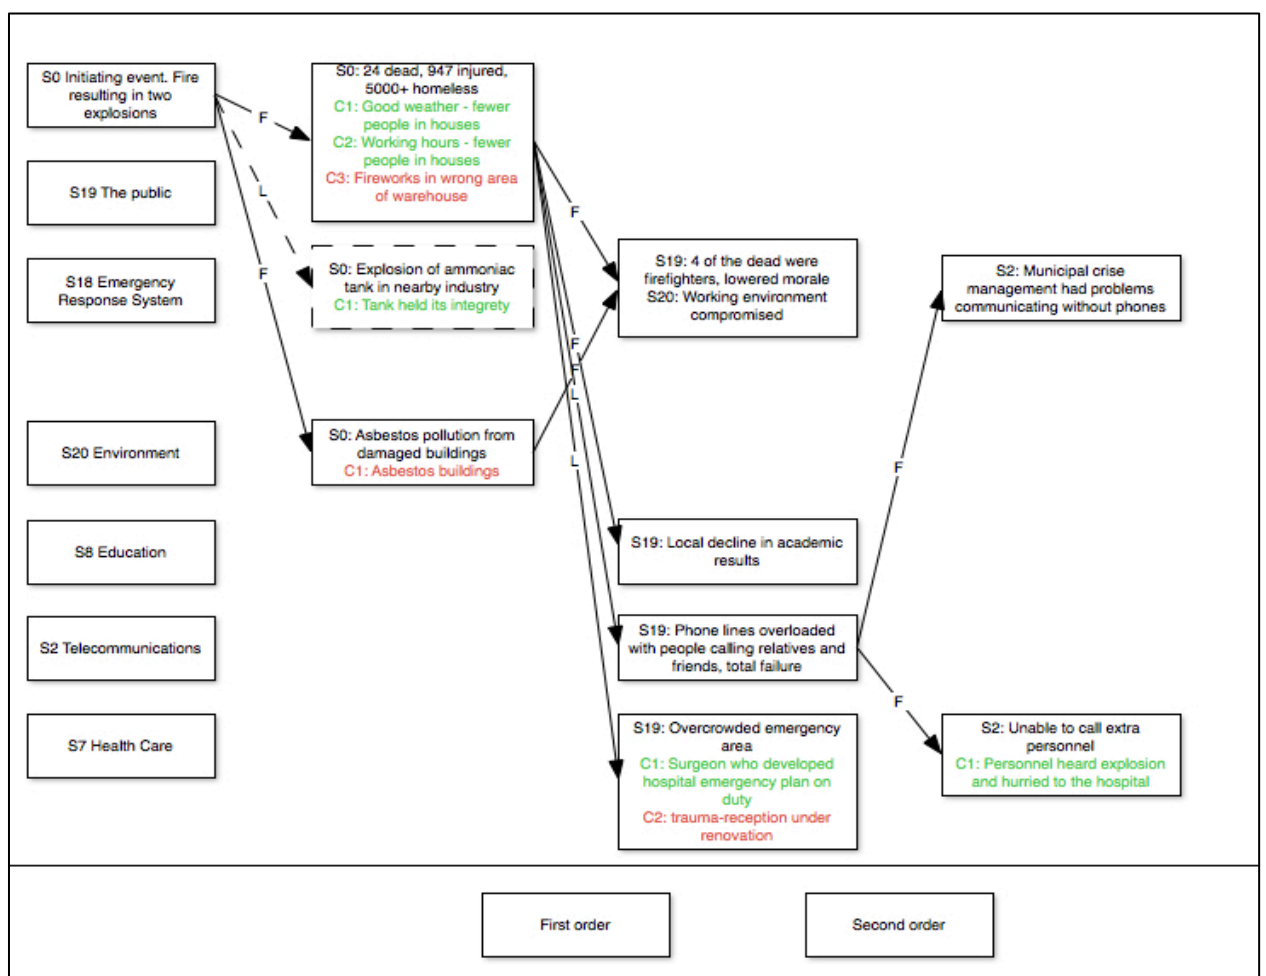 S0 Initiating event. Fire
resulting in two
explosions
S19 The public
S18 Emergency
Response System
S20 Environment
S8 Education
S2 Telecommunications
S7 Health Care
F
L
F
S0: 24 dead, 947 injured,
5000+ homeless
C1: Good weather - fewer
people in houses
C2: Working hours - fewer
people in houses
C3: Fireworks in wrong area
of warehouse
S0: Explosion of ammoniac
tank in nearby industry
C1: Tank held its integrety
S0: Asbestos pollution from
damaged buildings
C1: Asbestos buildings
F
F
F
L
L
S19: 4 of the dead were
firefighters, lowered morale
S20: Working environment
compromised
S19: Local decline in academic
results
S19: Phone lines overloaded
with people calling relatives and
friends, total failure
S19: Overcrowded emergency
area
C1: Surgeon who developed
hospital emergency plan on
duty
C2: trauma-reception under
renovation
F
F
S2: Municipal crise
management had problems
communicating without phones
S2: Unable to call extra
personnel
C1: Personnel heard explosion
and hurried to the hospital
First order
Second order